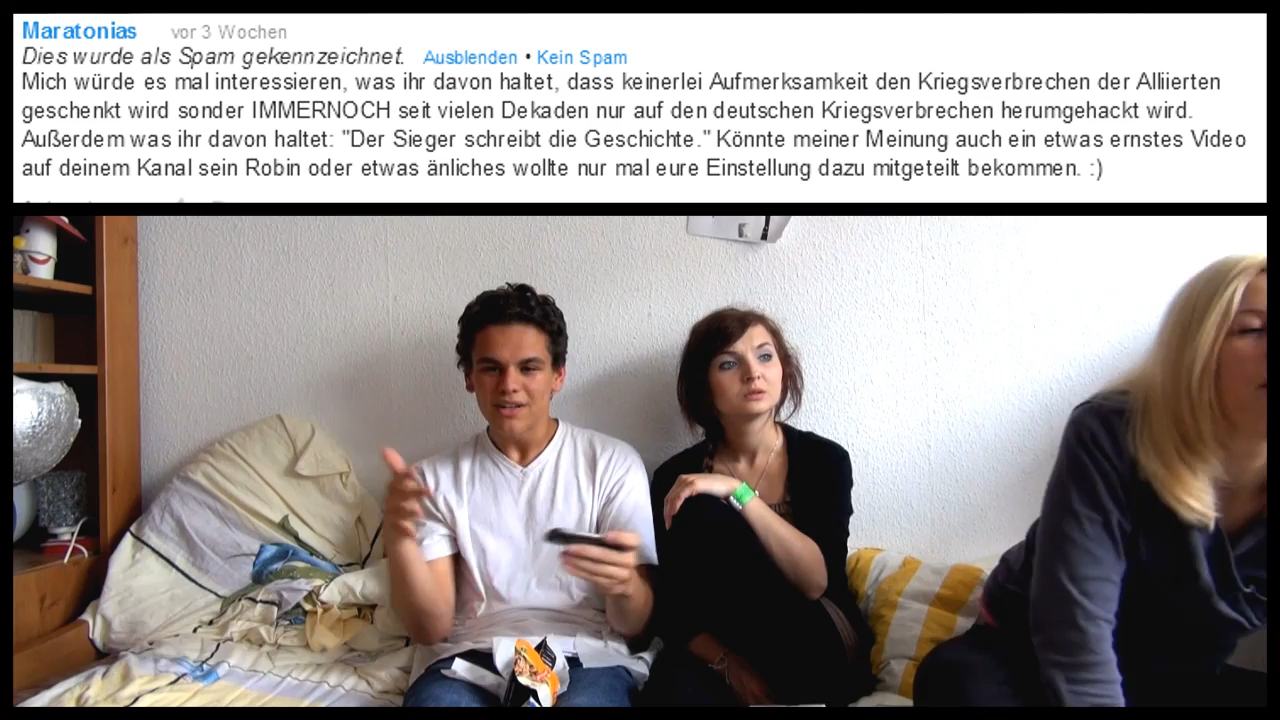 Maratonias vor 3 Wochen
Dies wurde als Spam gekennzeichnet. Ausblenden • Kein Spam
Mich würde es mal interessieren, was ihr davon haltet, dass keinerlei Aufmerksamkeit den Kriegsverbrechen der Alliierten
geschenkt wird sonder IMMERNOCH seit vielen Dekaden nur auf den deutschen Kriegsverbrechen herumgehackt wird.
Außerdem was ihr davon haltet: "Der Sieger schreibt die Geschichte." Könnte meiner Meinung auch ein etwas ernstes Video
auf deinem Kanal sein Robin oder etwas änliches wollte nur mal eure Einstellung dazu mitgeteilt bekommen. :)